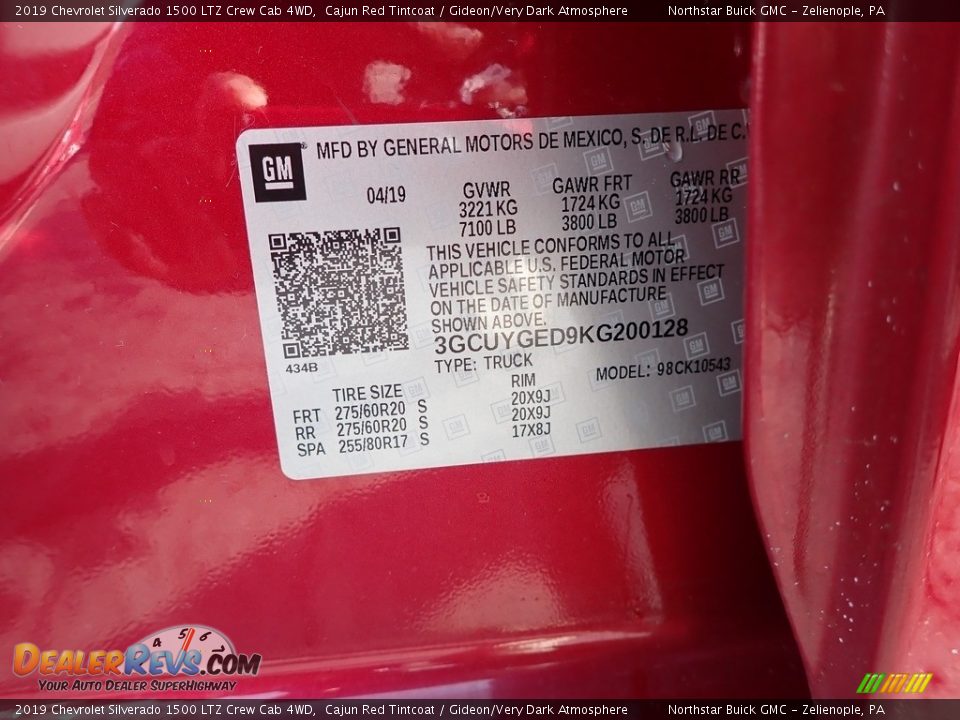 2019 Chevrolet Silverado 1500 LTZ Crew Cab 4WD,  Cajun Red Tintcoat / Gideon/Very Dark Atmosphere  Northstar Buick GMC - Zelienople, PA
GM
MFD BY GENERAL MOTORS DE MEXICO, S. DE R.L. DE C.
04/19
GVWR GAWR FRT GAWR RR
3221 KG 1724 KG 1724 KG
7100 LB 3800 LB 3800 LB
THIS VEHICLE CONFORMS TO ALL
APPLICABLE U.S. FEDERAL MOTOR
VEHICLE SAFETY STANDARDS IN EFFECT
ON THE DATE OF MANUFACTURE
SHOWN ABOVE.
3GCUYGED9KG200128
434B
TYPE: TRUCK MODEL: 98CK10543
TIRE SIZE RIM
FRT 275/60R20 S 20X9J
RR 275/60R20 S 20X9J
SPA 255/80R17 S 17X8J
4 5 6
DEALERREVS.COM
YOUR AUTO DEALER SUPERHIGHWAY
2019 Chevrolet Silverado 1500 LTZ Crew Cab 4WD,  Cajun Red Tintcoat / Gideon/Very Dark Atmosphere  Northstar Buick GMC - Zelienople, PA